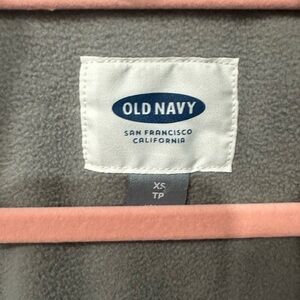 OLD NAVY
SAN FRANCISCO
CALIFORNIA
XS
TP